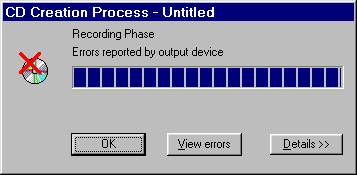 CD Creation Process - Untitled
Recording Phase
Errors reported by output device
OK
View errors
Details >>